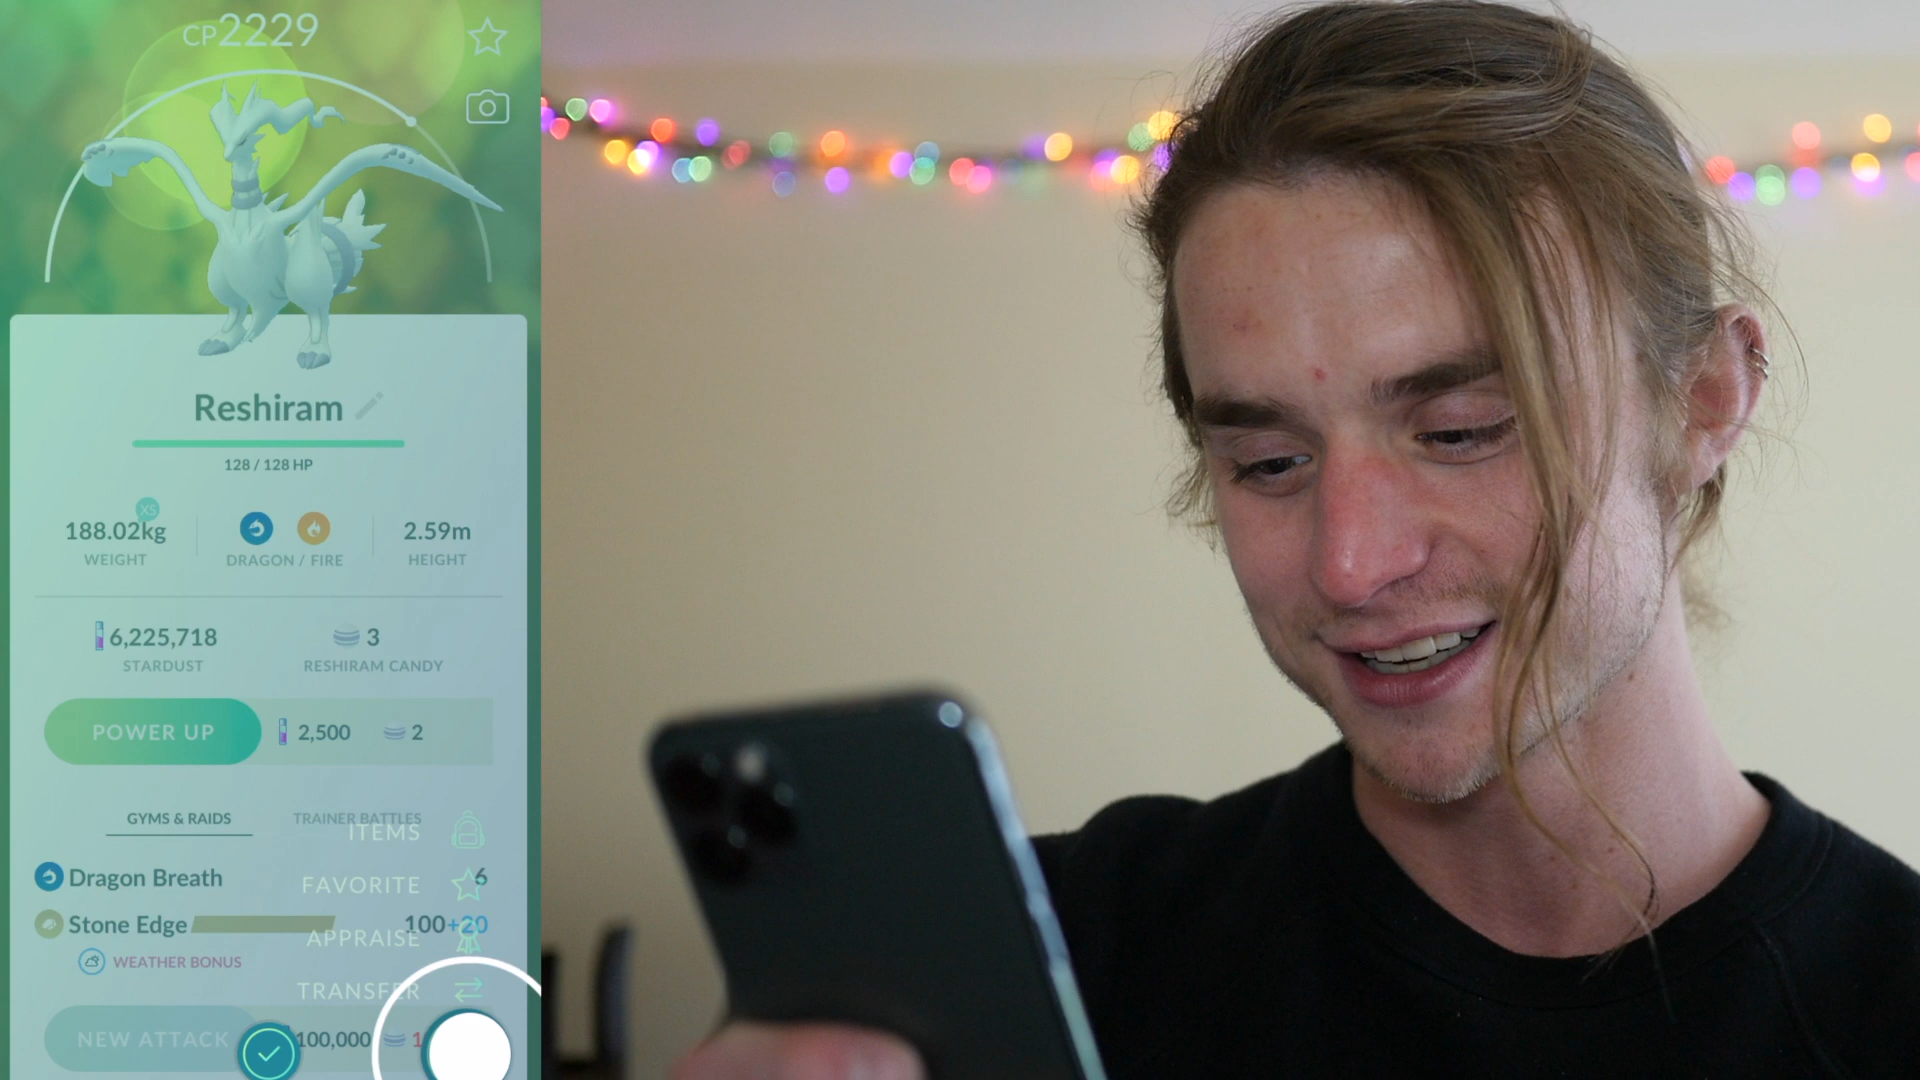 CP2229
Reshiram
128 / 128 HP
XS
188.02kg
WEIGHT
DRAGON / FIRE
2.59m
HEIGHT
6,225,718
STARDUST
3
RESHIRAM CANDY
POWER UP
2,500
2
GYMS & RAIDS
TRAINER BATTLES
ITEMS
Dragon Breath
6
FAVORITE
Stone Edge
100+20
APPRAISE
WEATHER BONUS
TRANSFER
NEW ATTACK
100,000